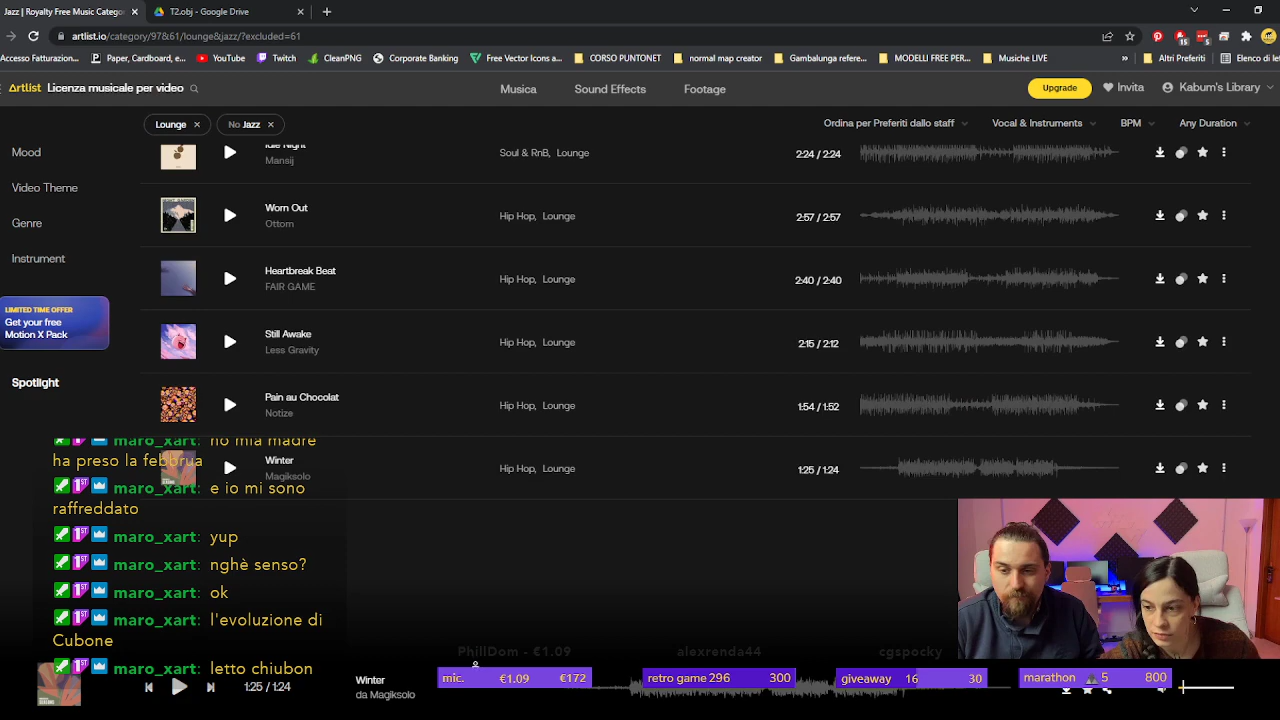 Jazz | Royalty Free Music Catego
T2.obj - Google Drive
artlist.io/category/97&61/lounge&jazz/?excluded=61
Accesso Fatturazion...
Paper, Cardboard, e...
YouTube
Twitch
CleanPNG
Corporate Banking
Free Vector Icons a...
CORSO PUNTONET
normal map creator
Gambalunga refere...
MODELLI FREE PER...
Musiche LIVE
»
Altri Preferiti
Elenco di let
Artlist Licenza musicale per video
Musica
Sound Effects
Footage
Upgrade
Invita
Kabum's Library
Lounge ×
No Jazz ×
Ordina per Preferiti dallo staff
Vocal & Instruments
BPM
Any Duration
Mood
Video Theme
Genre
Instrument
LIMITED TIME OFFER
Get your free
Motion X Pack
Spotlight
Idle Night
Mansij
Soul & RnB, Lounge
2:24 / 2:24
Worn Out
Ottom
Hip Hop, Lounge
2:57 / 2:57
Heartbreak Beat
FAIR GAME
Hip Hop, Lounge
2:40 / 2:40
Still Awake
Less Gravity
Hip Hop, Lounge
2:15 / 2:12
Pain au Chocolat
Notize
Hip Hop, Lounge
1:54 / 1:52
Winter
Magiksolo
Hip Hop, Lounge
1:25 / 1:24
maro_xart: no mia madre
ha preso la febbrua
maro_xart: e io mi sono
raffreddato
maro_xart: yup
maro_xart: nghè senso?
maro_xart: ok
maro_xart: l'evoluzione di
Cubone
maro_xart: letto chiubon
1:25 / 1:24
Winter
da Magiksolo
PhillDom - €1.09
alexrenda44
cgspocky
mic. €1.09 €172
retro game 296 300
giveaway 16 30
marathon 5 800